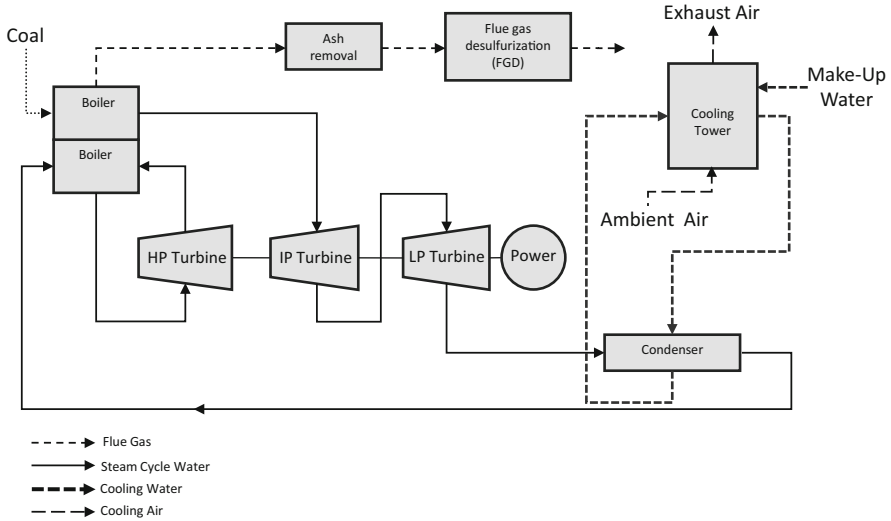 Exhaust Air
Coal
Ash
removal
Flue gas
desulfurization
(FGD)
Boiler
Make-Up
Water
Cooling
Tower
Boiler
Ambient Air
HP Turbine
IP Turbine
LP Turbine
Power
Condenser
Flue Gas
Steam Cycle Water
Cooling Water
Cooling Air